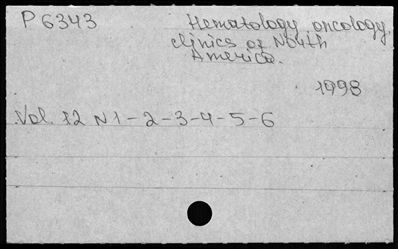 P 6343 Hematology oncology
clinics of North
America.
1998
Vol. 12 N 1-2-3-4-5-6